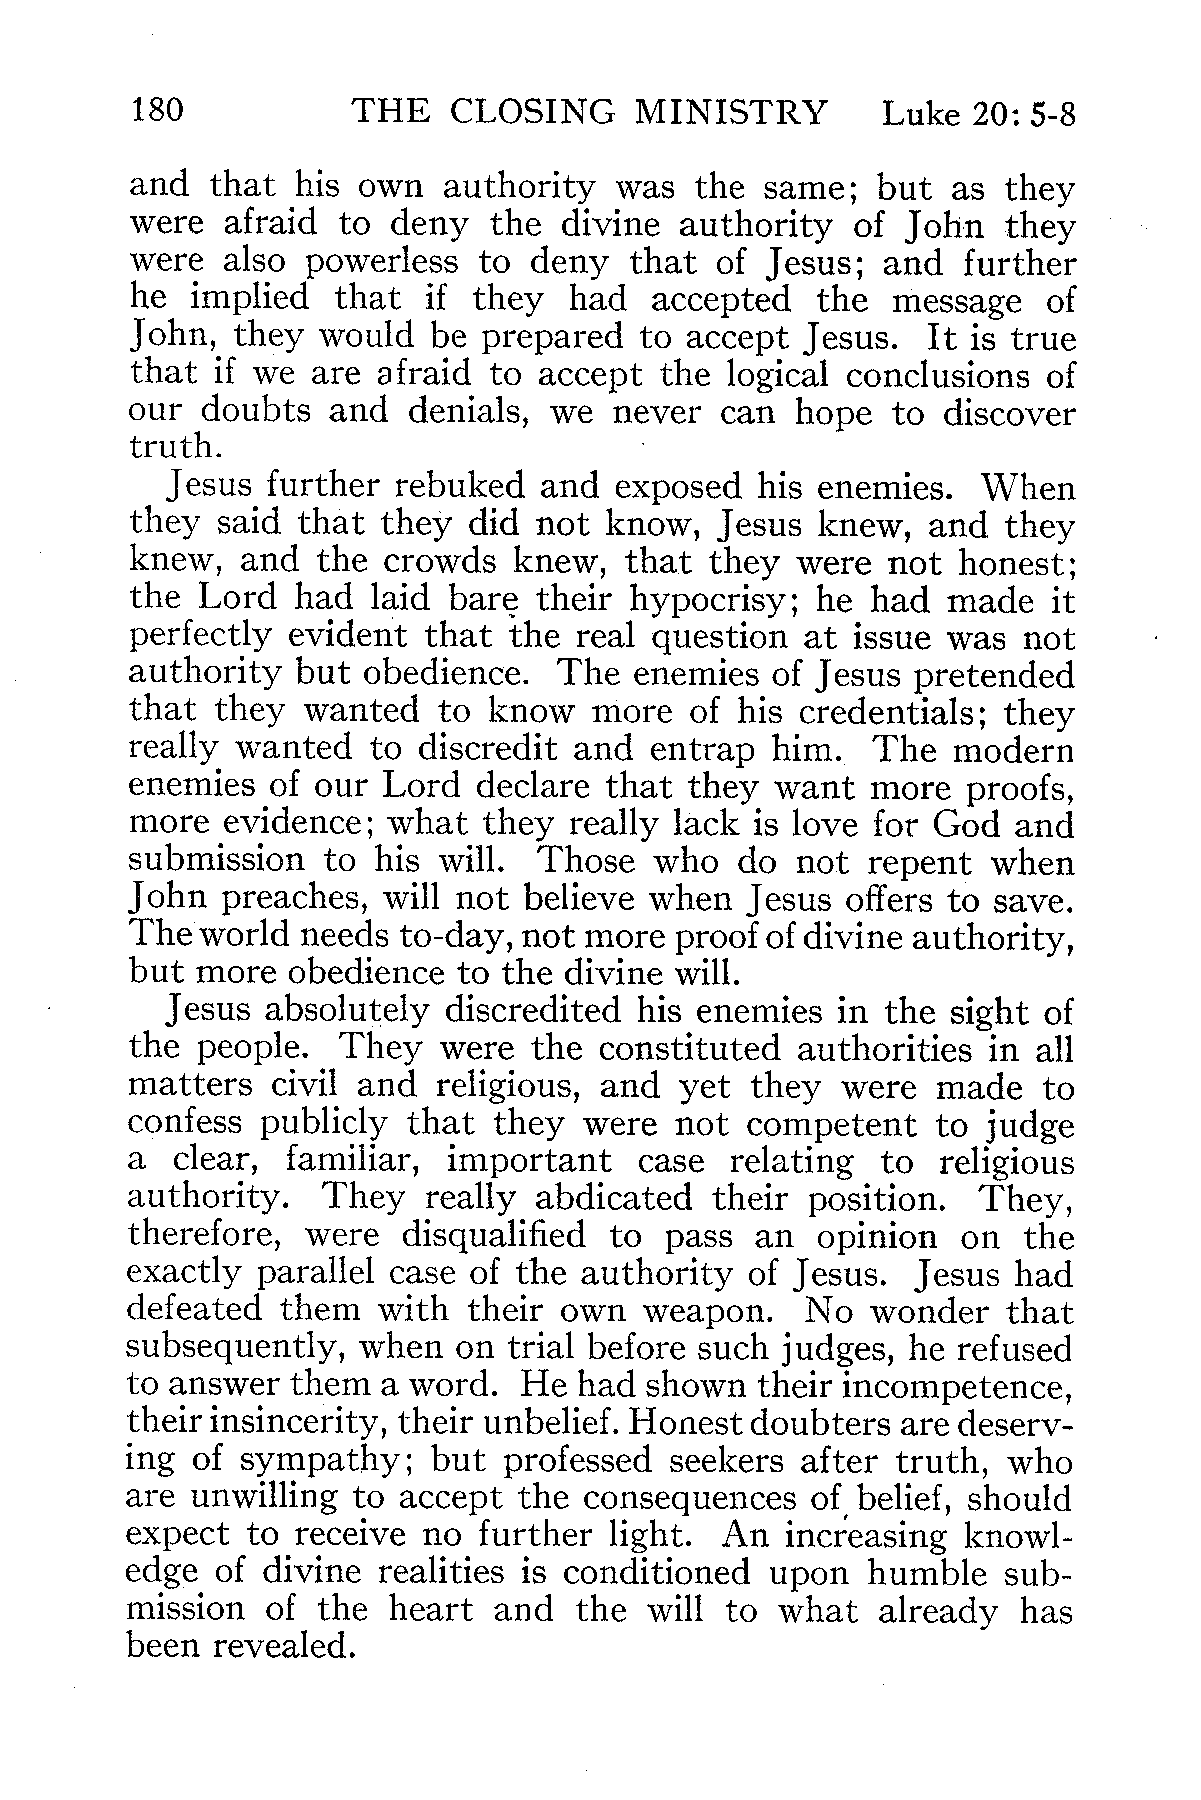 180 THE CLOSING MINISTRY Luke 20: 5-8
and that his own authority was the same; but as they
were afraid to deny the divine authority of John they
were also powerless to deny that of Jesus; and further
he implied that if they had accepted the message of
John, they would be prepared to accept Jesus. It is true
that if we are afraid to accept the logical conclusions of
our doubts and denials, we never can hope to discover
truth.
Jesus further rebuked and exposed his enemies. When
they said that they did not know, Jesus knew, and they
knew, and the crowds knew, that they were not honest;
the Lord had laid bare their hypocrisy; he had made it
perfectly evident that the real question at issue was not
authority but obedience. The enemies of Jesus pretended
that they wanted to know more of his credentials; they
really wanted to discredit and entrap him. The modern
enemies of our Lord declare that they want more proofs,
more evidence; what they really lack is love for God and
submission to his will. Those who do not repent when
John preaches, will not believe when Jesus offers to save.
The world needs to-day, not more proof of divine authority,
but more obedience to the divine will.
Jesus absolutely discredited his enemies in the sight of
the people. They were the constituted authorities in all
matters civil and religious, and yet they were made to
confess publicly that they were not competent to judge
a clear, familiar, important case relating to religious
authority. They really abdicated their position. They,
therefore, were disqualified to pass an opinion on the
exactly parallel case of the authority of Jesus. Jesus had
defeated them with their own weapon. No wonder that
subsequently, when on trial before such judges, he refused
to answer them a word. He had shown their incompetence,
their insincerity, their unbelief. Honest doubters are deserv-
ing of sympathy; but professed seekers after truth, who
are unwilling to accept the consequences of belief, should
expect to receive no further light. An increasing knowl-
edge of divine realities is conditioned upon humble sub-
mission of the heart and the will to what already has
been revealed.